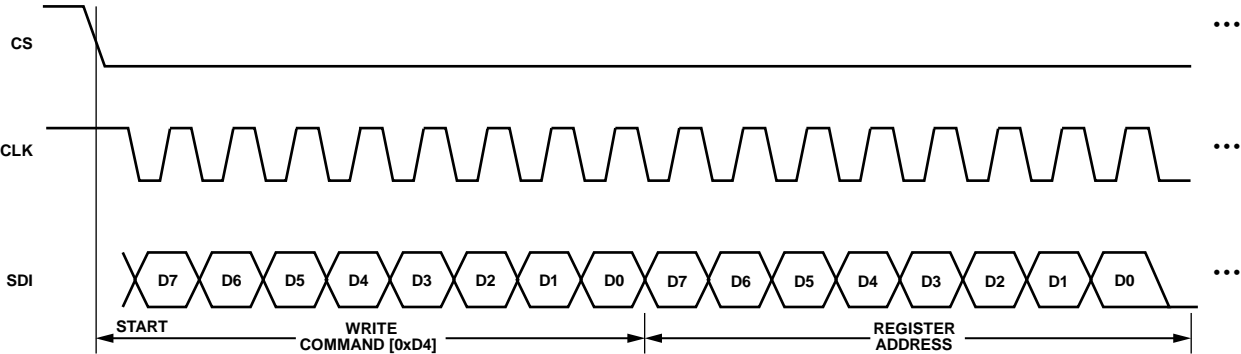 CS
...
CLK
...
SDI
D7 D6 D5 D4 D3 D2 D1 D0 D7 D6 D5 D4 D3 D2 D1 D0
...
START
WRITE
COMMAND [0xD4]
REGISTER
ADDRESS